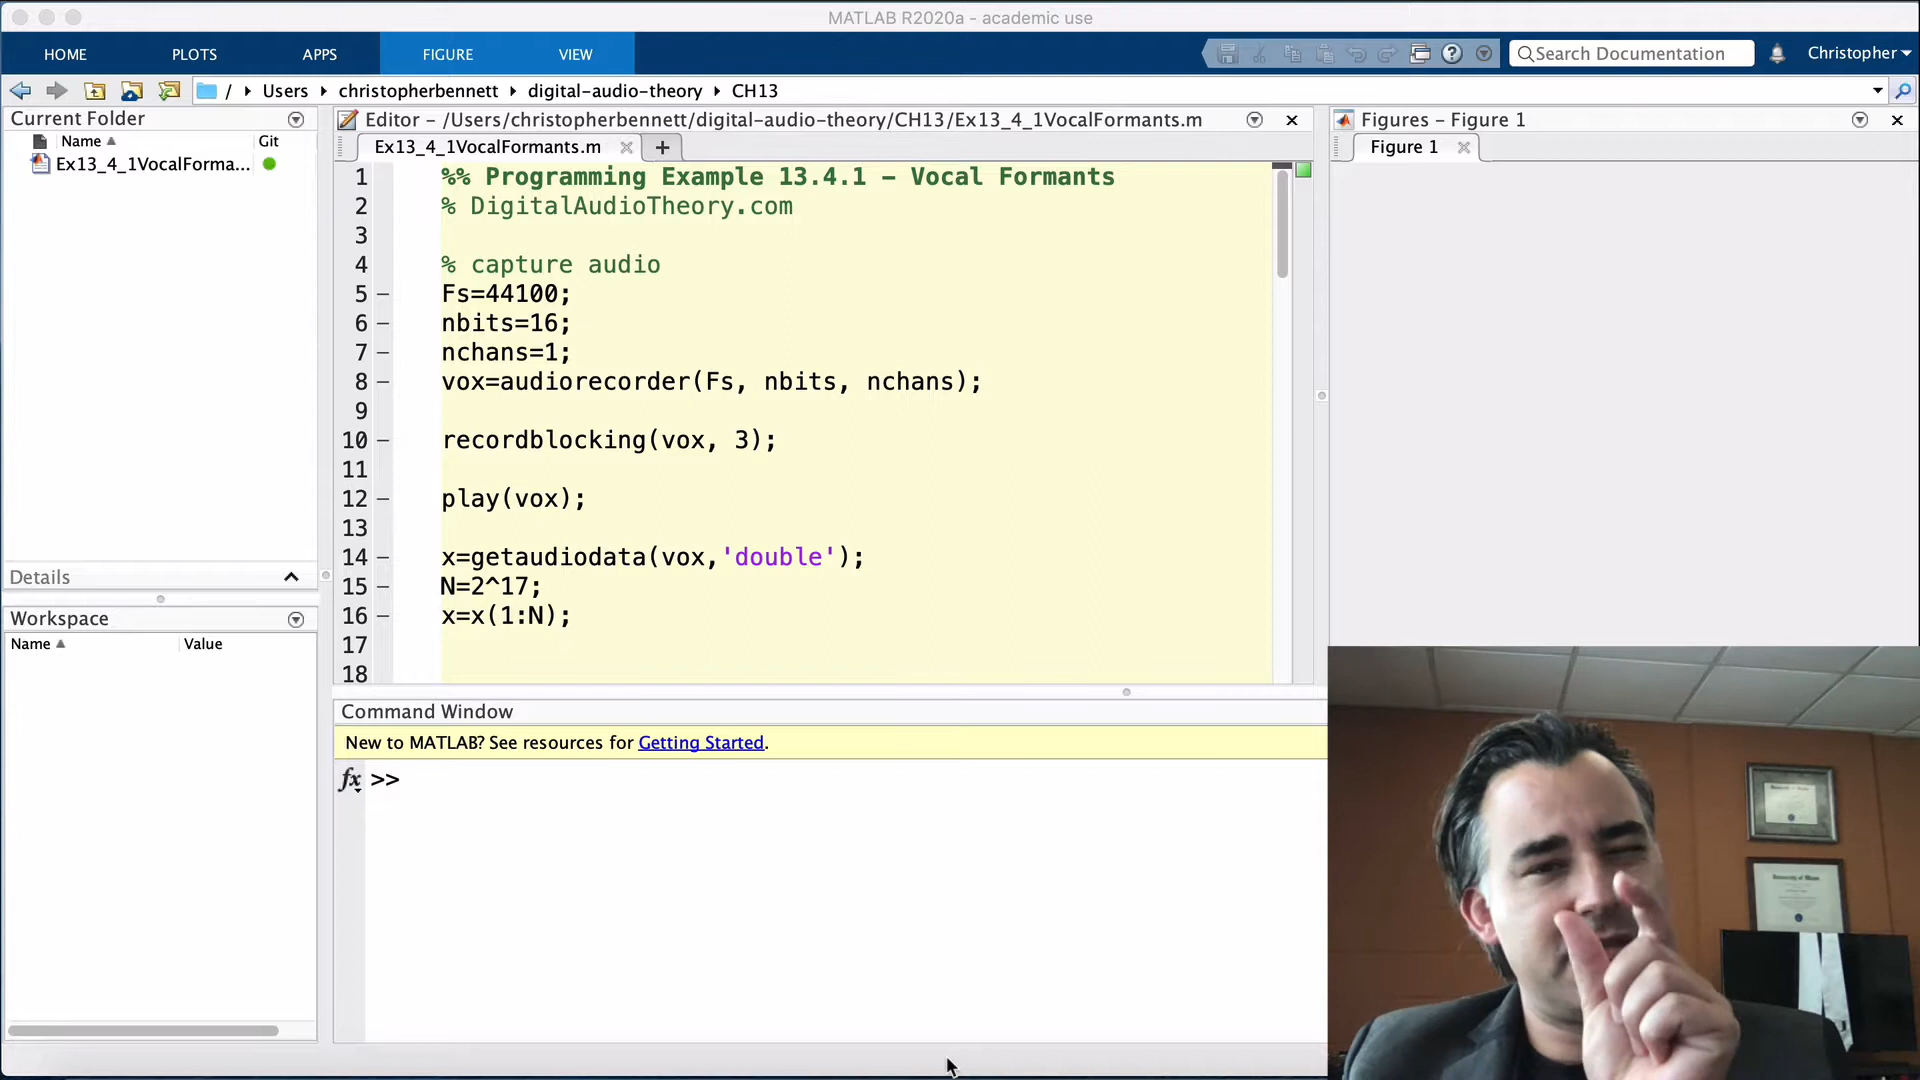 MATLAB R2020a - academic use
HOME
PLOTS
APPS
FIGURE
VIEW
Search Documentation
Christopher
/ Users christopherbennett digital-audio-theory CH13
Current Folder
Name
Git
Ex13_4_1VocalForma...
Details
Workspace
Name
Value
Editor - /Users/christopherbennett/digital-audio-theory/CH13/Ex13_4_1VocalFormants.m
Ex13_4_1VocalFormants.m
1 %% Programming Example 13.4.1 - Vocal Formants
2 % DigitalAudioTheory.com
3
4 % capture audio
5 - Fs=44100;
6 - nbits=16;
7 - nchans=1;
8 - vox=audiorecorder(Fs, nbits, nchans);
9
10 - recordblocking(vox, 3);
11
12 - play(vox);
13
14 - x=getaudiodata(vox,'double');
15 - N=2^17;
16 - x=x(1:N);
17
18
Command Window
New to MATLAB? See resources for Getting Started.
fx >>
Figures - Figure 1
Figure 1